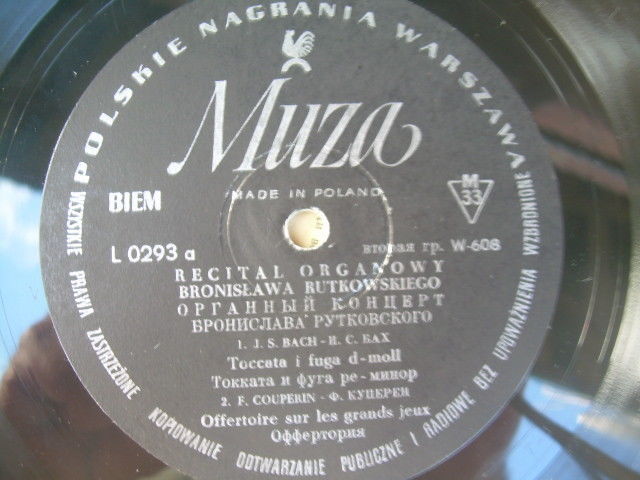 POLSKIE NAGRANIA WARSZAWA
Muza
BIEM
MADE IN POLAND
M
33
L 0293 a
вторая гр. W-608
RECITAL ORGANOWY
BRONISŁAWA RUTKOWSKIEGO
ОРГАННЫЙ КОНЦЕРТ
БРОНИСЛАВА РУТКОВСКОГО
1. J. S. BACH - И. С. БАХ
Toccata i fuga d-moll
Токката и фуга ре-минор
2. F. COUPERIN - Ф. КУПЕРЕН
Offertoire sur les grands jeux
Оффертория
WSZYSTKIE PRAWA ZASTRZEŻONE KOPIOWANIE ODTWARZANIE PUBLICZNE I RADIOWE BEZ UPOWAŻNIENIA WZBRONIONE